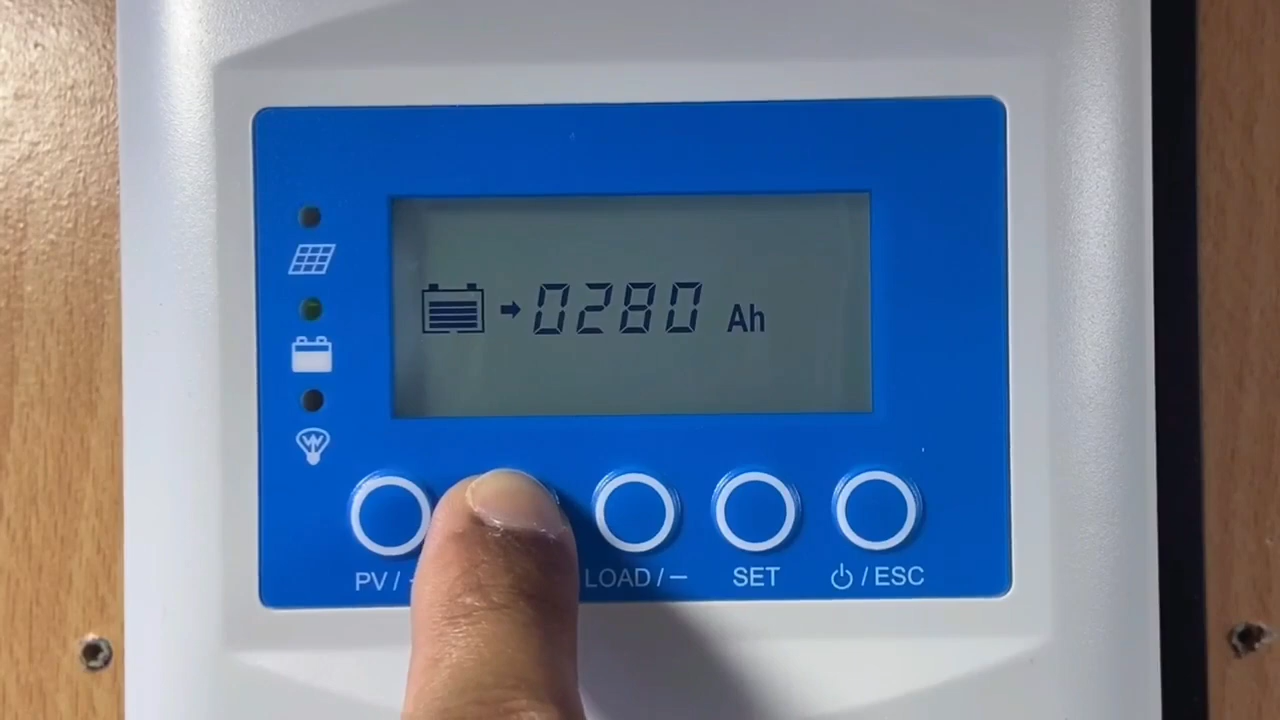 0280 Ah
PV /
LOAD / −
SET
⏻ / ESC